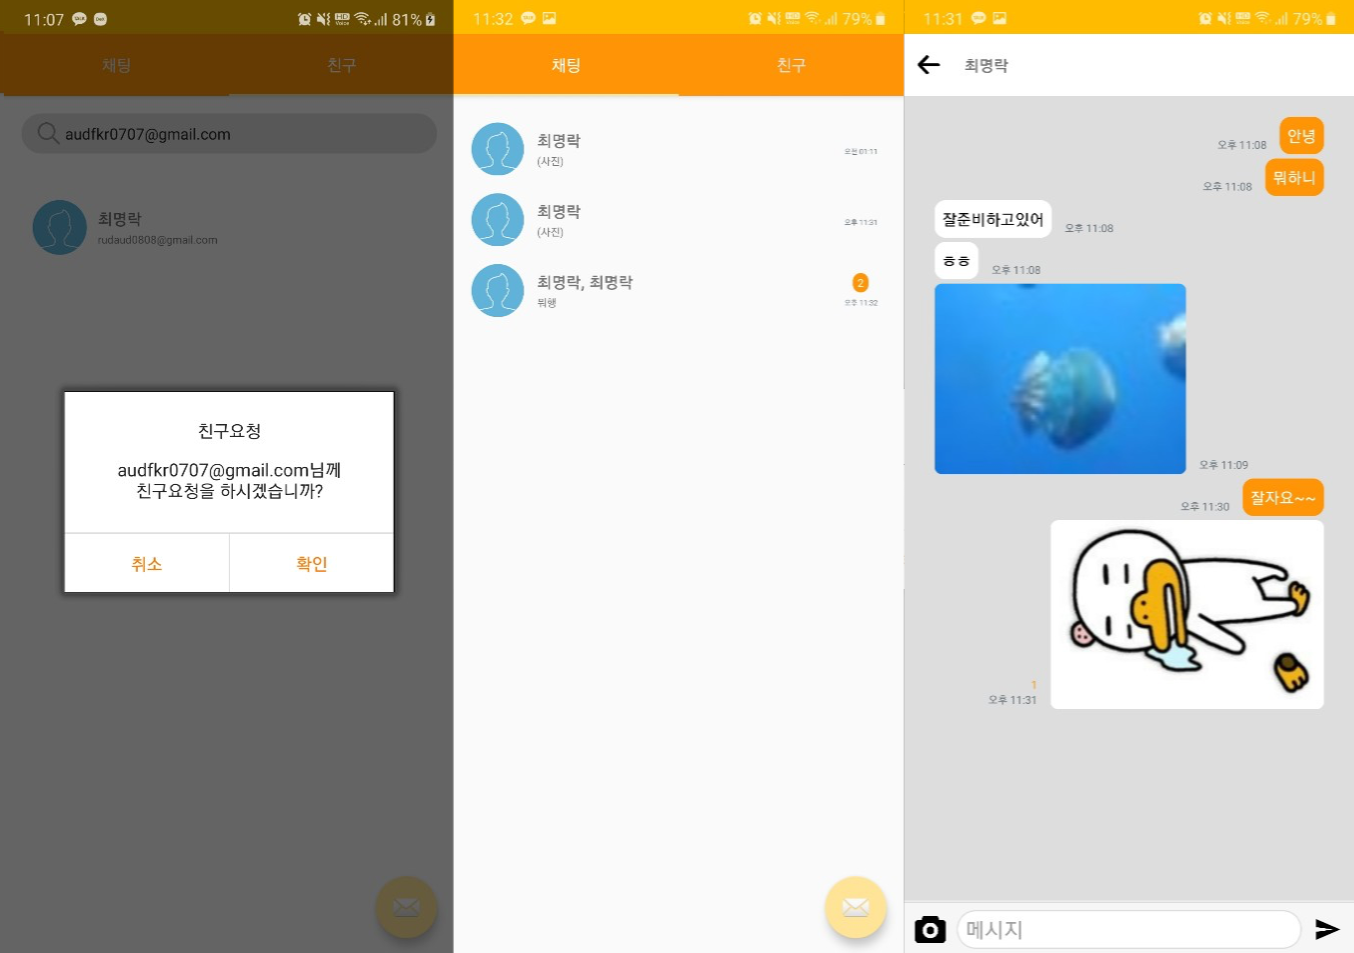 11:07
81%
채팅
친구
audfkr0707@gmail.com
최명락
rudaud0808@gmail.com
친구요청
audfkr0707@gmail.com님께
친구요청을 하시겠습니까?
취소
확인
11:32
79%
채팅
친구
최명락
(사진)
오전 01:11
최명락
(사진)
오후 11:31
최명락, 최명락
뭐행
2
오후 11:32
11:31
79%
최명락
안녕
오후 11:08
뭐하니
오후 11:08
잘준비하고있어
오후 11:08
ㅎㅎ
오후 11:08
오후 11:09
잘자요~~
오후 11:30
1
오후 11:31
메시지